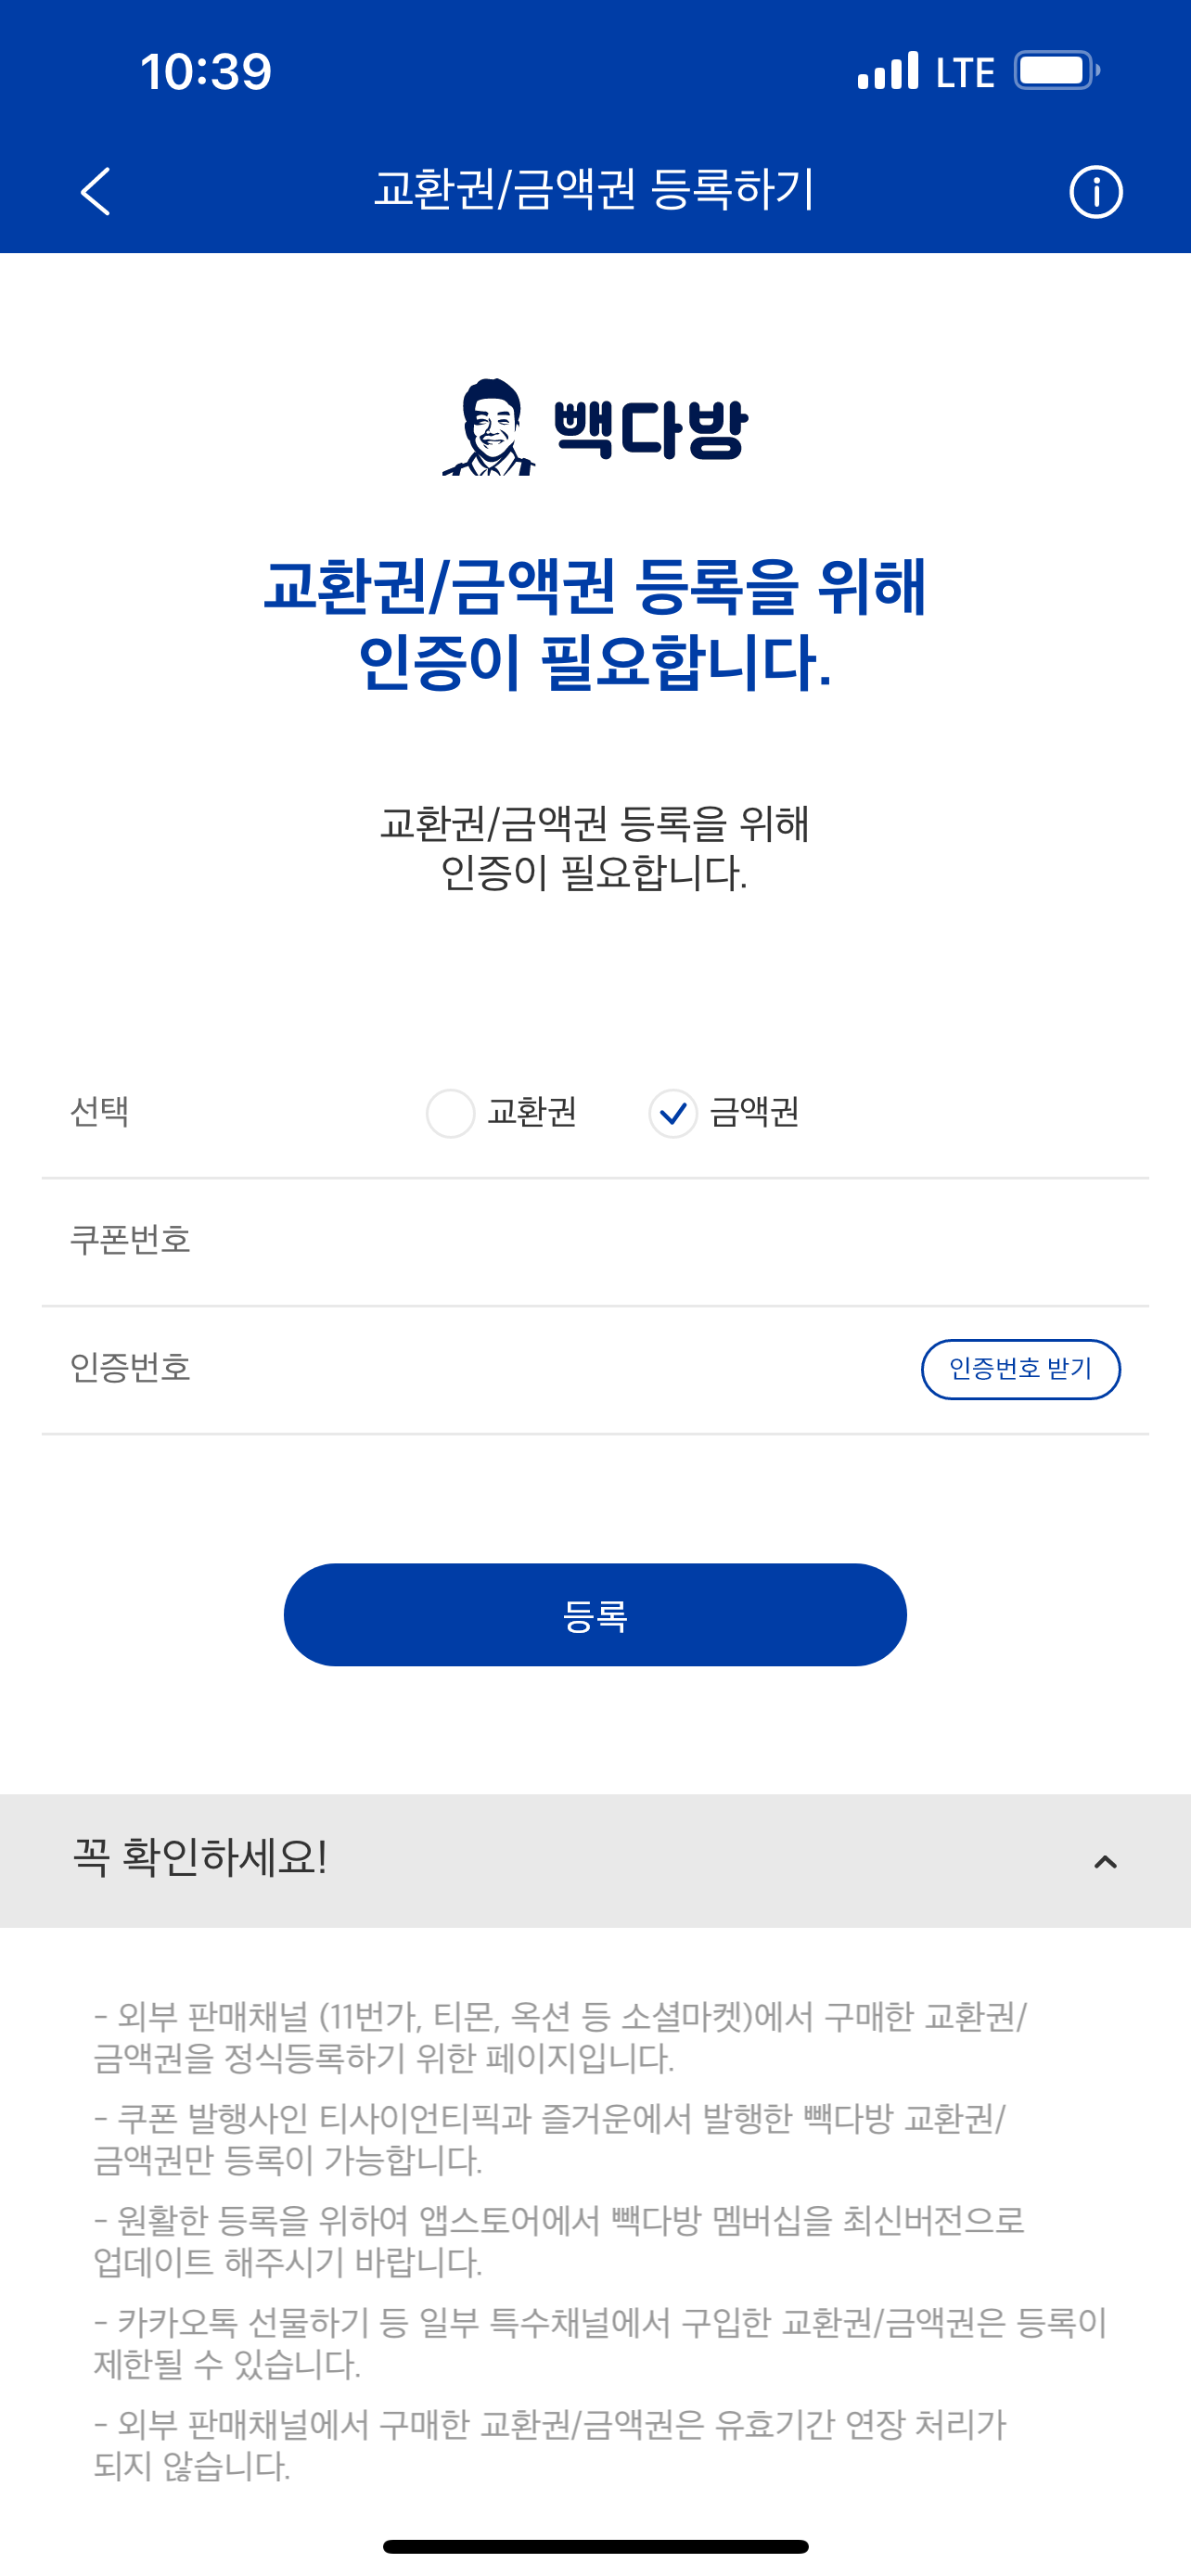 10:39 LTE
교환권/금액권 등록하기
빽다방
교환권/금액권 등록을 위해
인증이 필요합니다.
교환권/금액권 등록을 위해
인증이 필요합니다.
선택 교환권 금액권
쿠폰번호
인증번호 인증번호 받기
등록
꼭 확인하세요!
- 외부 판매채널 (11번가, 티몬, 옥션 등 소셜마켓)에서 구매한 교환권/
금액권을 정식등록하기 위한 페이지입니다.
- 쿠폰 발행사인 티사이언티픽과 즐거운에서 발행한 빽다방 교환권/
금액권만 등록이 가능합니다.
- 원활한 등록을 위하여 앱스토어에서 빽다방 멤버십을 최신버전으로
업데이트 해주시기 바랍니다.
- 카카오톡 선물하기 등 일부 특수채널에서 구입한 교환권/금액권은 등록이
제한될 수 있습니다.
- 외부 판매채널에서 구매한 교환권/금액권은 유효기간 연장 처리가
되지 않습니다.